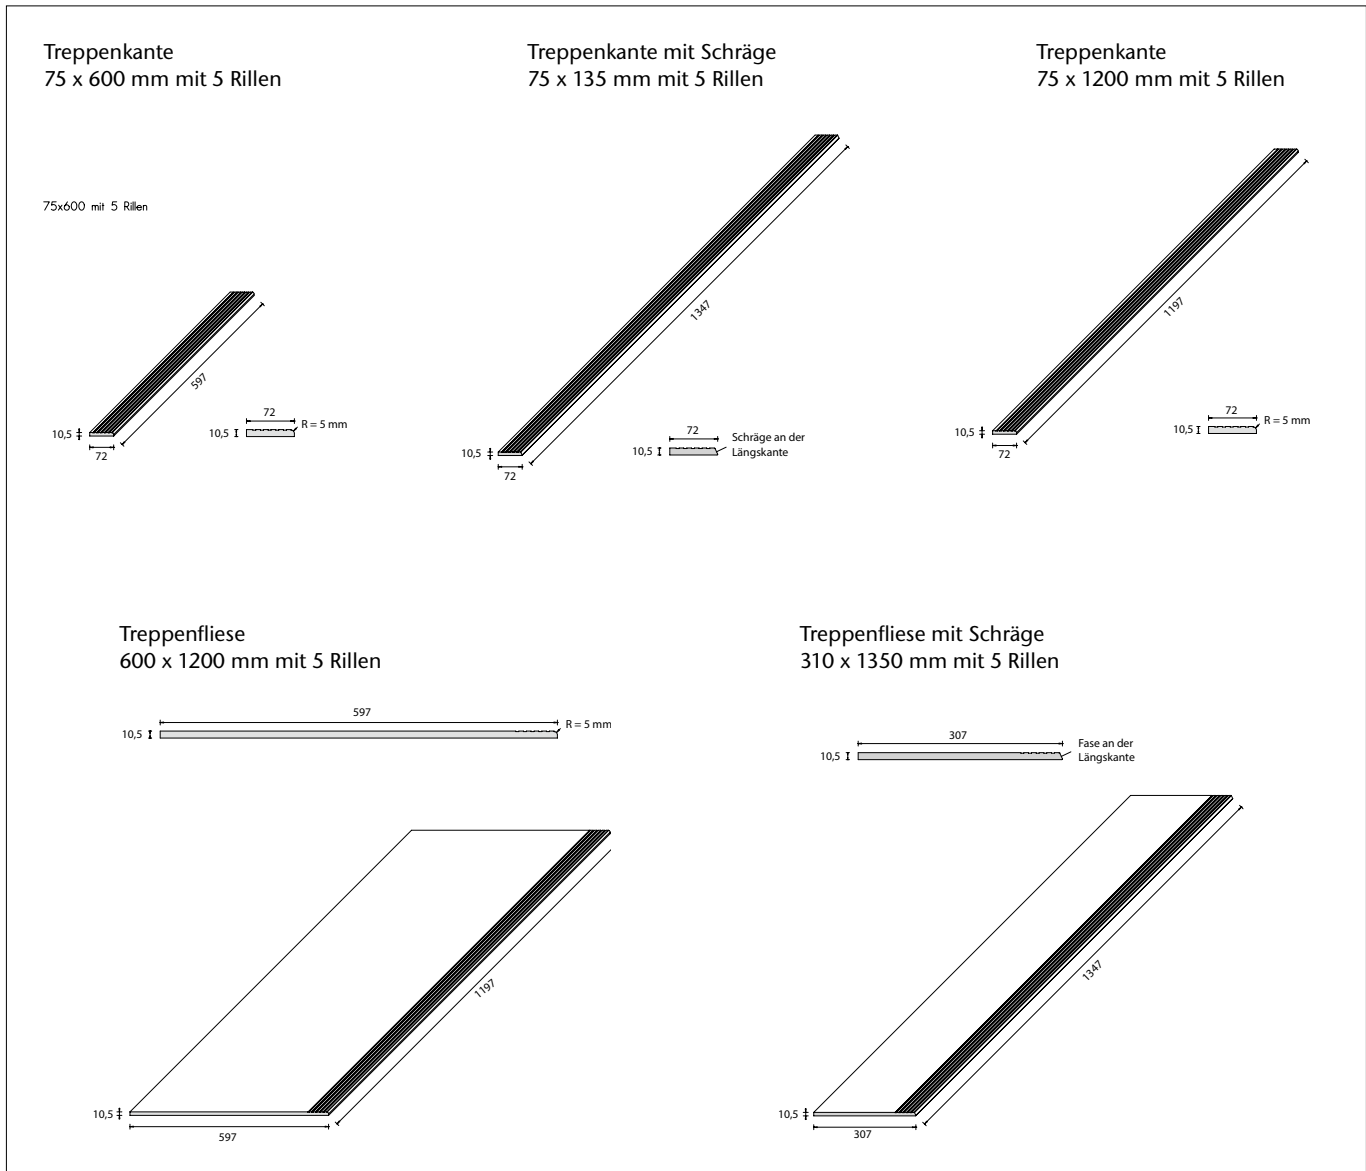 Treppenkante
75 x 600 mm mit 5 Rillen
Treppenkante mit Schräge
75 x 135 mm mit 5 Rillen
Treppenkante
75 x 1200 mm mit 5 Rillen
75x600 mit 5 Rillen
597
10,5
72
72
10,5
R = 5 mm
1347
10,5
72
72
10,5
Schräge an der
Längskante
1197
10,5
72
72
10,5
R = 5 mm
Treppenfliese
600 x 1200 mm mit 5 Rillen
597
10,5
R = 5 mm
1197
10,5
597
Treppenfliese mit Schräge
310 x 1350 mm mit 5 Rillen
307
10,5
Fase an der
Längskante
1347
10,5
307